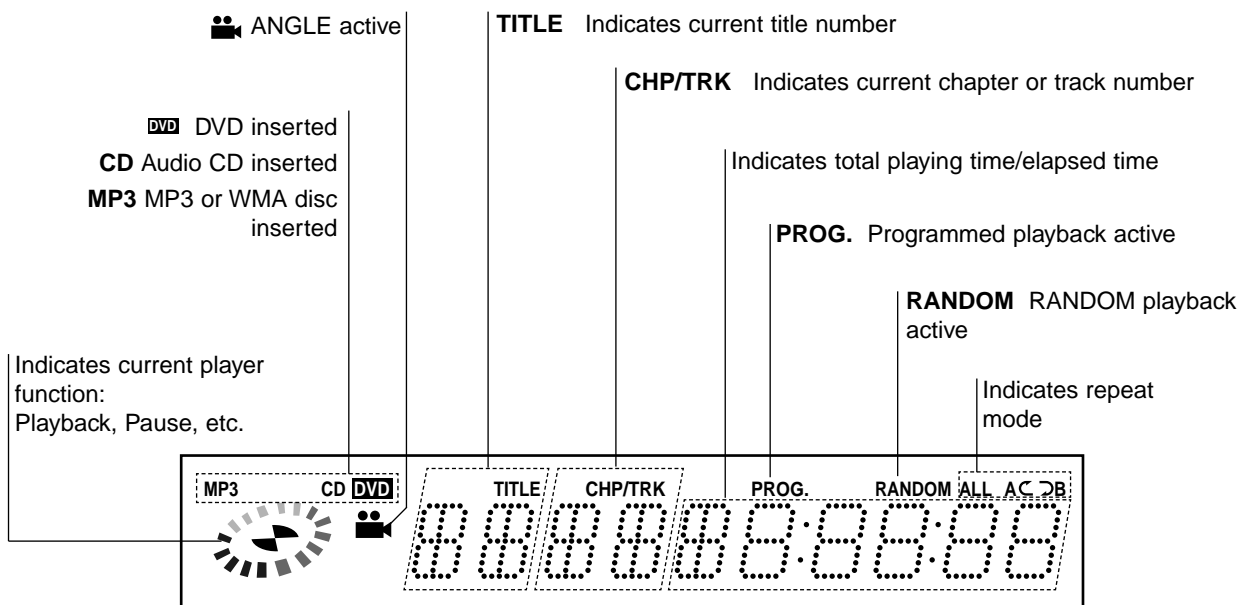 ANGLE active
TITLE Indicates current title number
CHP/TRK Indicates current chapter or track number
DVD DVD inserted
CD Audio CD inserted
MP3 MP3 or WMA disc
inserted
Indicates total playing time/elapsed time
PROG. Programmed playback active
RANDOM RANDOM playback
active
Indicates current player
function:
Playback, Pause, etc.
Indicates repeat
mode
MP3 CD DVD TITLE CHP/TRK PROG. RANDOM ALL A B